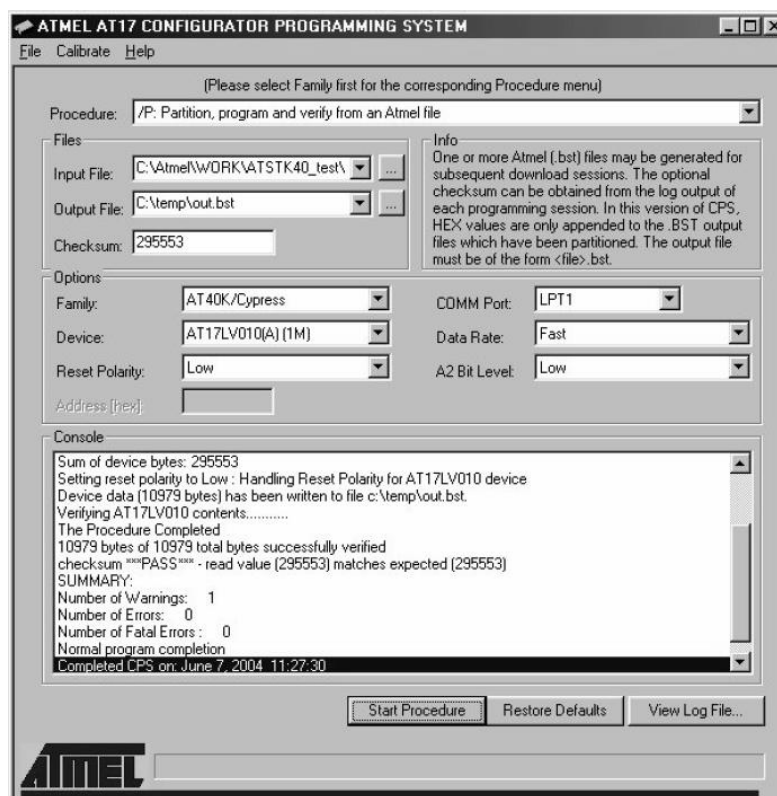 ATMEL AT17 CONFIGURATOR PROGRAMMING SYSTEM
File Calibrate Help
(Please select Family first for the corresponding Procedure menu)
Procedure: /P: Partition, program and verify from an Atmel file
Files
Input File: C:\Atmel\WORK\ATSTK40_test\ ...
Output File: C:\temp\out.bst ...
Checksum: 295553
Info
One or more Atmel (.bst) files may be generated for
subsequent download sessions. The optional
checksum can be obtained from the log output of
each programming session. In this version of CPS,
HEX values are only appended to the .BST output
files which have been partitioned. The output file
must be of the form <file>.bst.
Options
Family: AT40K/Cypress
COMM Port: LPT1
Device: AT17LV010(A) (1M)
Data Rate: Fast
Reset Polarity: Low
A2 Bit Level: Low
Address [hex]:
Console
Sum of device bytes: 295553
Setting reset polarity to Low : Handling Reset Polarity for AT17LV010 device
Device data (10979 bytes) has been written to file c:\temp\out.bst.
Verifying AT17LV010 contents...........
The Procedure Completed
10979 bytes of 10979 total bytes successfully verified
checksum ***PASS*** - read value (295553) matches expected (295553)
SUMMARY:
Number of Warnings: 1
Number of Errors: 0
Number of Fatal Errors : 0
Normal program completion
Completed CPS on: June 7, 2004 11:27:30
Start Procedure Restore Defaults View Log File...
ATMEL